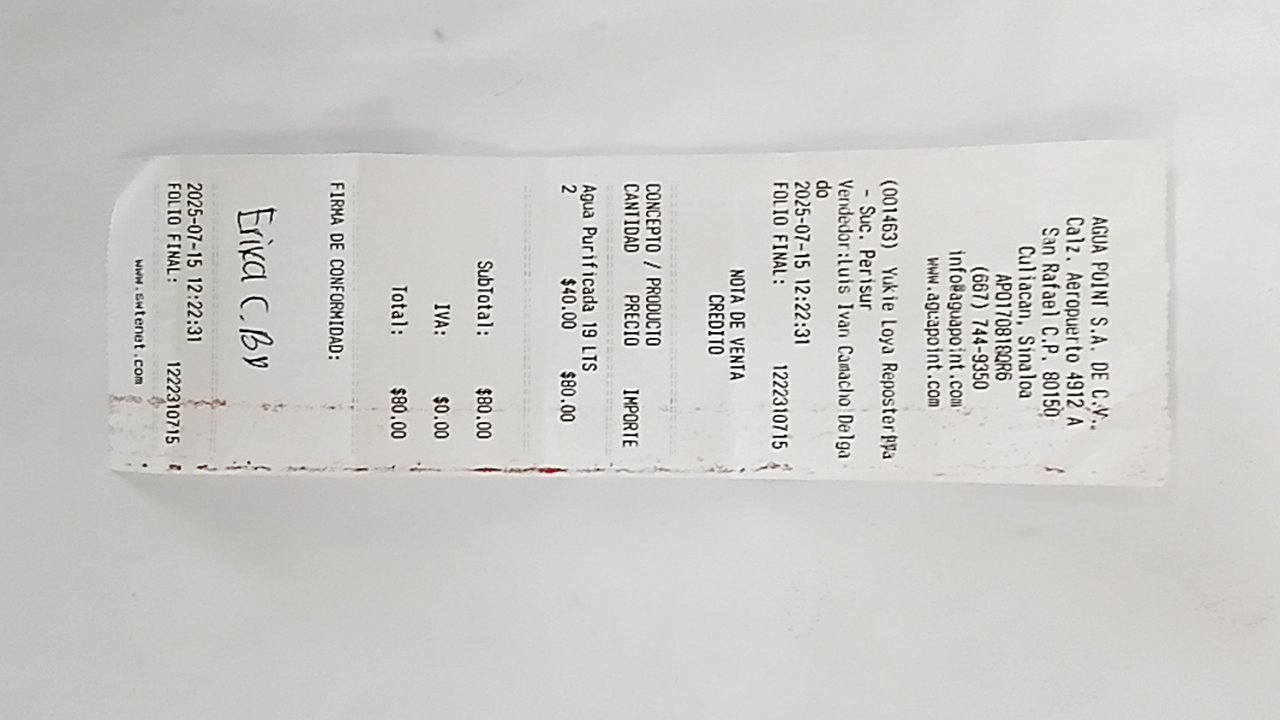 AGUA POINT S.A. DE C.V..
Calz. Aeropuerto 4912 A
San Rafael C.P. 80150
Culiacan, Sinaloa
APO170818QR6
(667) 744-9350
info@aguapoint.com
www.aguapoint.com
(001463) Yukie Loya
- Suc. Perisur
Vendedor:Luis Ivan Camacho Delga
do
2025-07-15 12:22:31
FOLIO FINAL: 1222310715
NOTA DE VENTA
CREDITO
CONCEPTO / PRODUCTO
CANTIDAD PRECIO IMPORTE
Agua Purificada 19 LTS
2 $40.00 $80.00
SubTotal: $80.00
IVA: $0.00
Total: $80.00
FIRMA DE CONFORMIDAD:
Erika C.
2025-07-15 12:22:31
FOLIO FINAL: 1222310715
www.swtenet.com